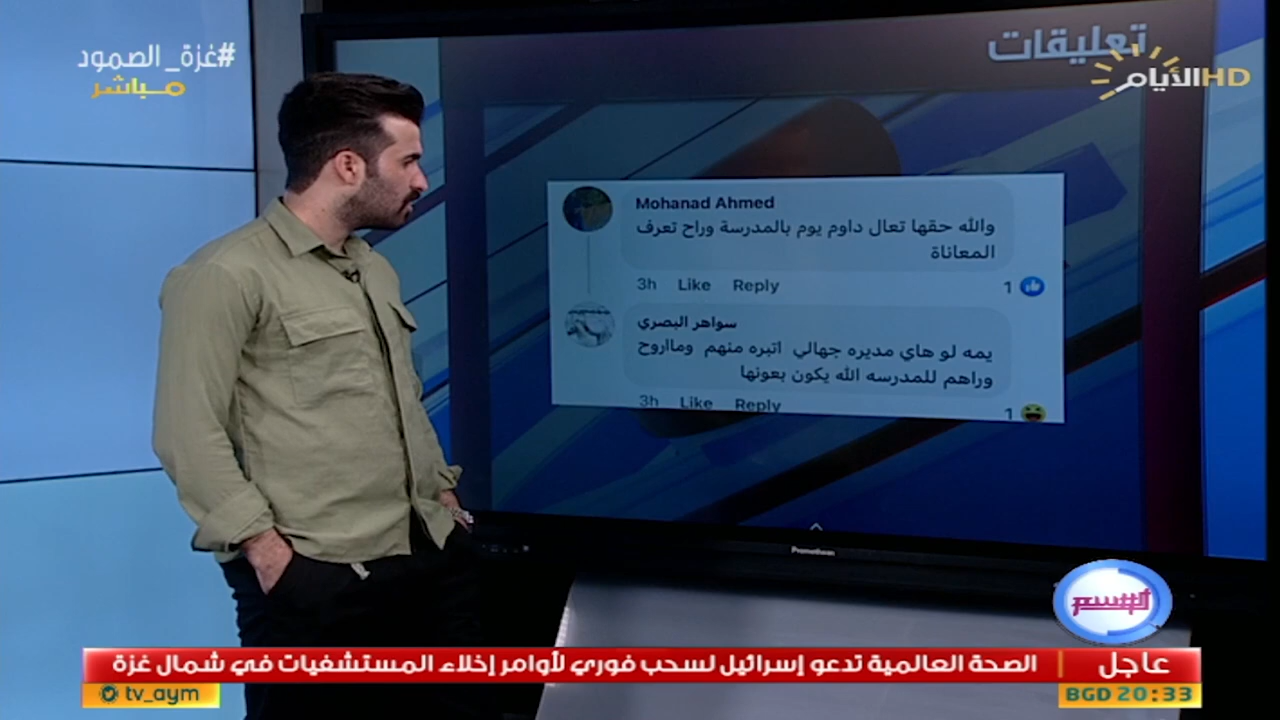 #غزة_الصمود
مباشر
تعليقات
الأيام HD
Mohanad Ahmed
والله حقها تعال داوم يوم بالمدرسة وراح تعرف
المعاناة
3h Like Reply 1
سواهر البصري
يمه لو هاي مديره جهالي اتبره منهم ومااروح
وراهم للمدرسه الله يكون بعونها
3h Like Reply 1
Promethean
عاجل
الصحة العالمية تدعو إسرائيل لسحب فوري لأوامر إخلاء المستشفيات في شمال غزة
tv_aym
BGD 20:33